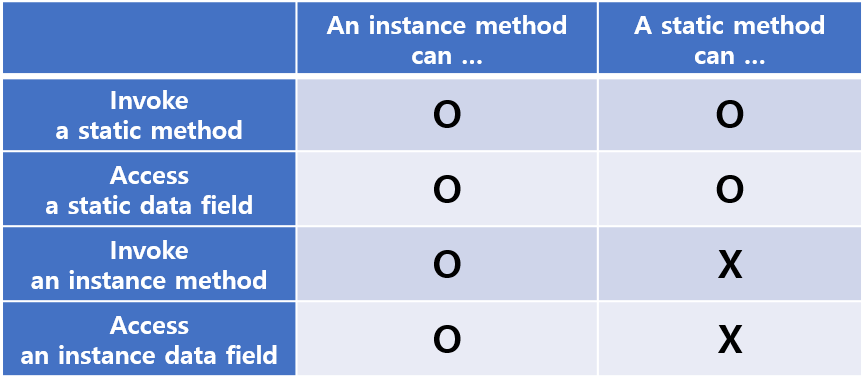 An instance method
can ...
A static method
can ...
Invoke
a static method
O
O
Access
a static data field
O
O
Invoke
an instance method
O
X
Access
an instance data field
O
X